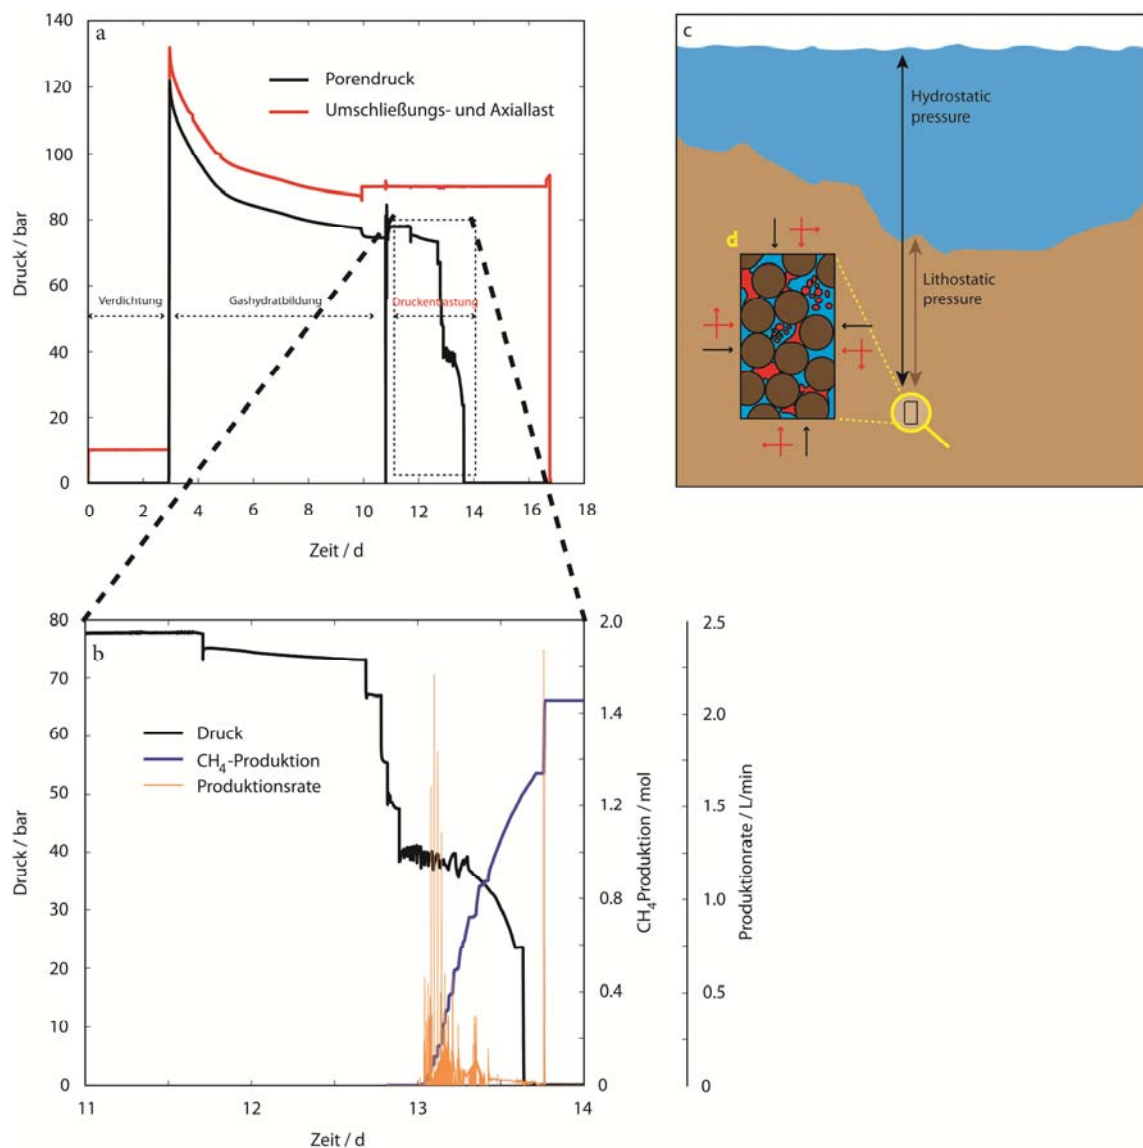 a
140
120
100
80
60
40
20
0
Druck / bar
Porendruck
Umschließungs- und Axiallast
Verdichtung
Gashydratbildung
Druckentlastung
0 2 4 6 8 10 12 14 16 18
Zeit / d
c
Hydrostatic
pressure
d
Lithostatic
pressure
b
80
70
60
50
40
30
20
10
0
Druck / bar
Druck
CH4-Produktion
Produktionsrate
11 12 13 14
Zeit / d
2.0
1.6
1.2
0.8
0.4
0
CH4Produktion / mol
2.5
2.0
1.5
1.0
0.5
0
Produktionrate / L/min